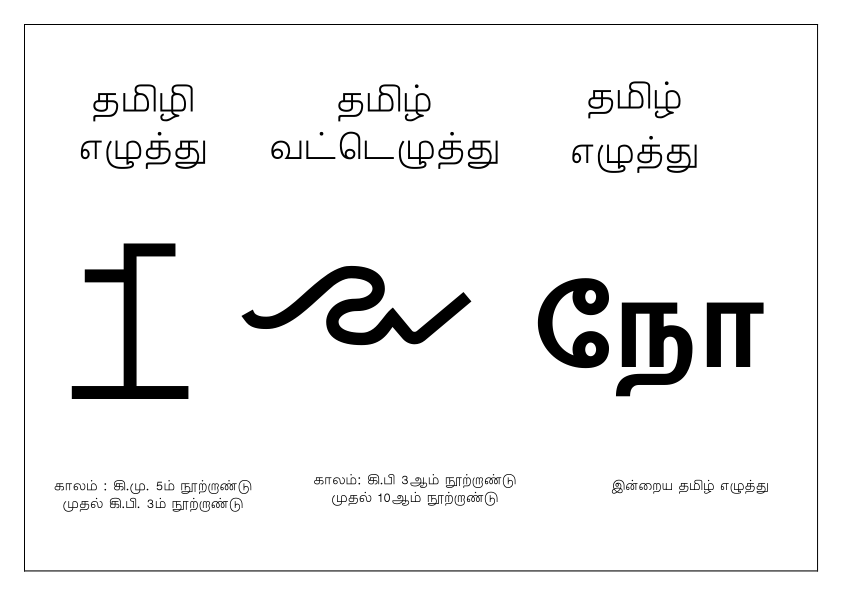 தமிழி
எழுத்து
𑀦𑁄
காலம் : கி.மு. 5ம் நூற்றாண்டு
முதல் கி.பி. 3ம் நூற்றாண்டு
தமிழ்
வட்டெழுத்து
காலம்: கி.பி 3ஆம் நூற்றாண்டு
முதல் 10ஆம் நூற்றாண்டு
தமிழ்
எழுத்து
நோ
இன்றைய தமிழ் எழுத்து